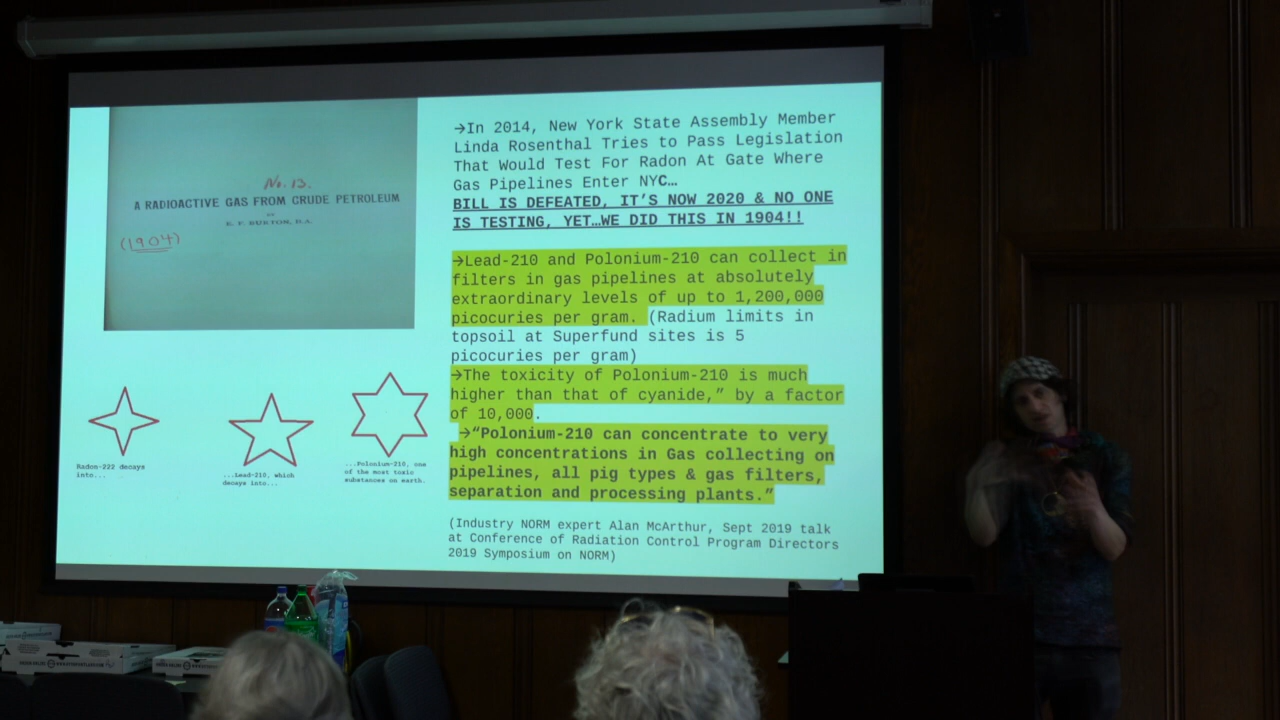 No. 13.
A RADIOACTIVE GAS FROM CRUDE PETROLEUM
BY
E. F. BURTON, B.A.
(1904)
→In 2014, New York State Assembly Member
Linda Rosenthal Tries to Pass Legislation
That Would Test For Radon At Gate Where
Gas Pipelines Enter NYC…
BILL IS DEFEATED, IT’S NOW 2020 & NO ONE
IS TESTING, YET…WE DID THIS IN 1904!!
→Lead-210 and Polonium-210 can collect in
filters in gas pipelines at absolutely
extraordinary levels of up to 1,200,000
picocuries per gram. (Radium limits in
topsoil at Superfund sites is 5
picocuries per gram)
→The toxicity of Polonium-210 is much
higher than that of cyanide,” by a factor
of 10,000.
→“Polonium-210 can concentrate to very
high concentrations in Gas collecting on
pipelines, all pig types & gas filters,
separation and processing plants.”
(Industry NORM expert Alan McArthur, Sept 2019 talk
at Conference of Radiation Control Program Directors
2019 Symposium on NORM)
Radon-222 decays
into...
...Lead-210, which
decays into...
...Polonium-210, one
of the most toxic
substances on earth.